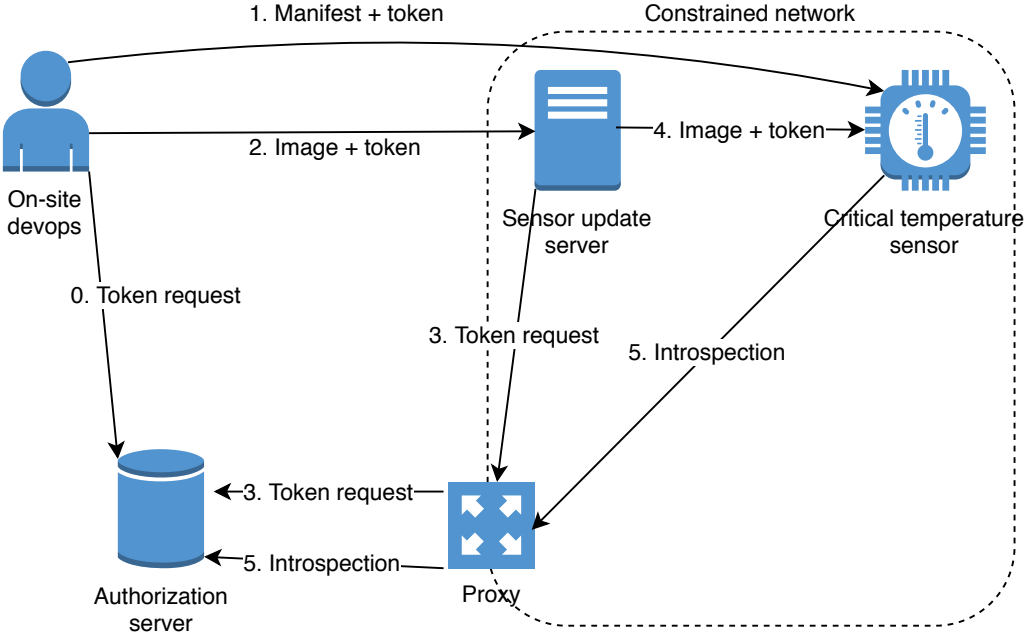 1. Manifest + token
Constrained network
2. Image + token
4. Image + token
On-site
devops
Sensor update
server
Critical temperature
sensor
0. Token request
3. Token request
5. Introspection
3. Token request
5. Introspection
Authorization
server
Proxy